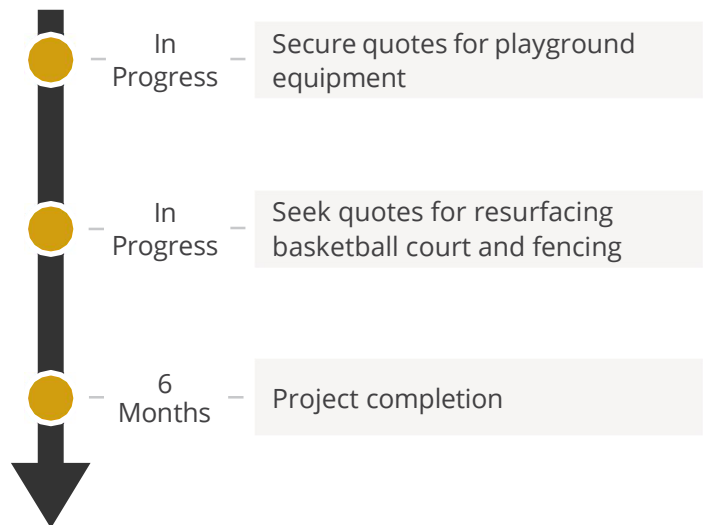 In
Progress
Secure quotes for playground
equipment
In
Progress
Seek quotes for resurfacing
basketball court and fencing
6
Months
Project completion